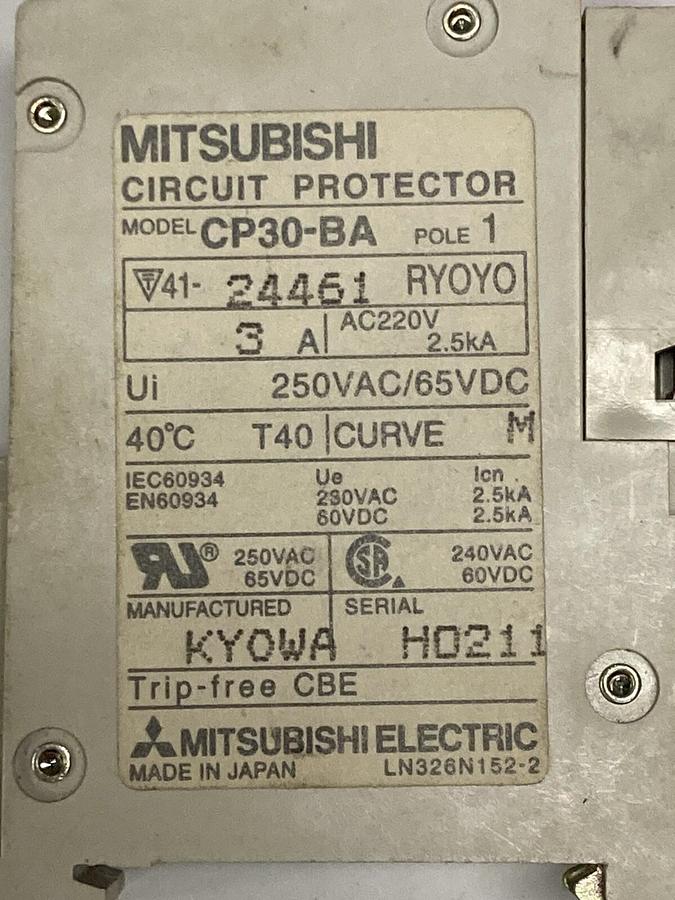 MITSUBISHI
CIRCUIT PROTECTOR
MODEL CP30-BA POLE 1
T 41- 24461 RYOYO
3 A AC220V
2.5kA
Ui 250VAC/65VDC
40°C T40 CURVE M
IEC60934 Ue Icn
EN60934 230VAC 2.5kA
60VDC 2.5kA
RU® 250VAC SA 240VAC
65VDC 60VDC
MANUFACTURED SERIAL
KYOWA H0211
Trip-free CBE
MITSUBISHI ELECTRIC
MADE IN JAPAN LN326N152-2